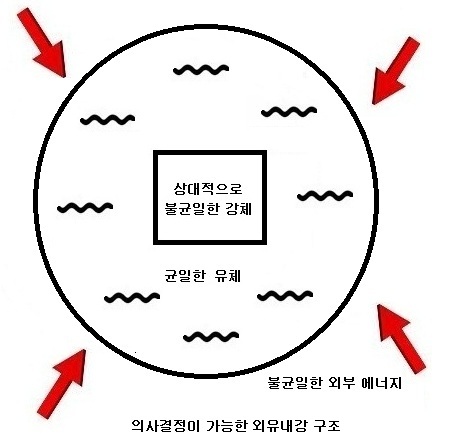 상대적으로
불균일한 강체
균일한 유체
불균일한 외부 에너지
의사결정이 가능한 외유내강 구조